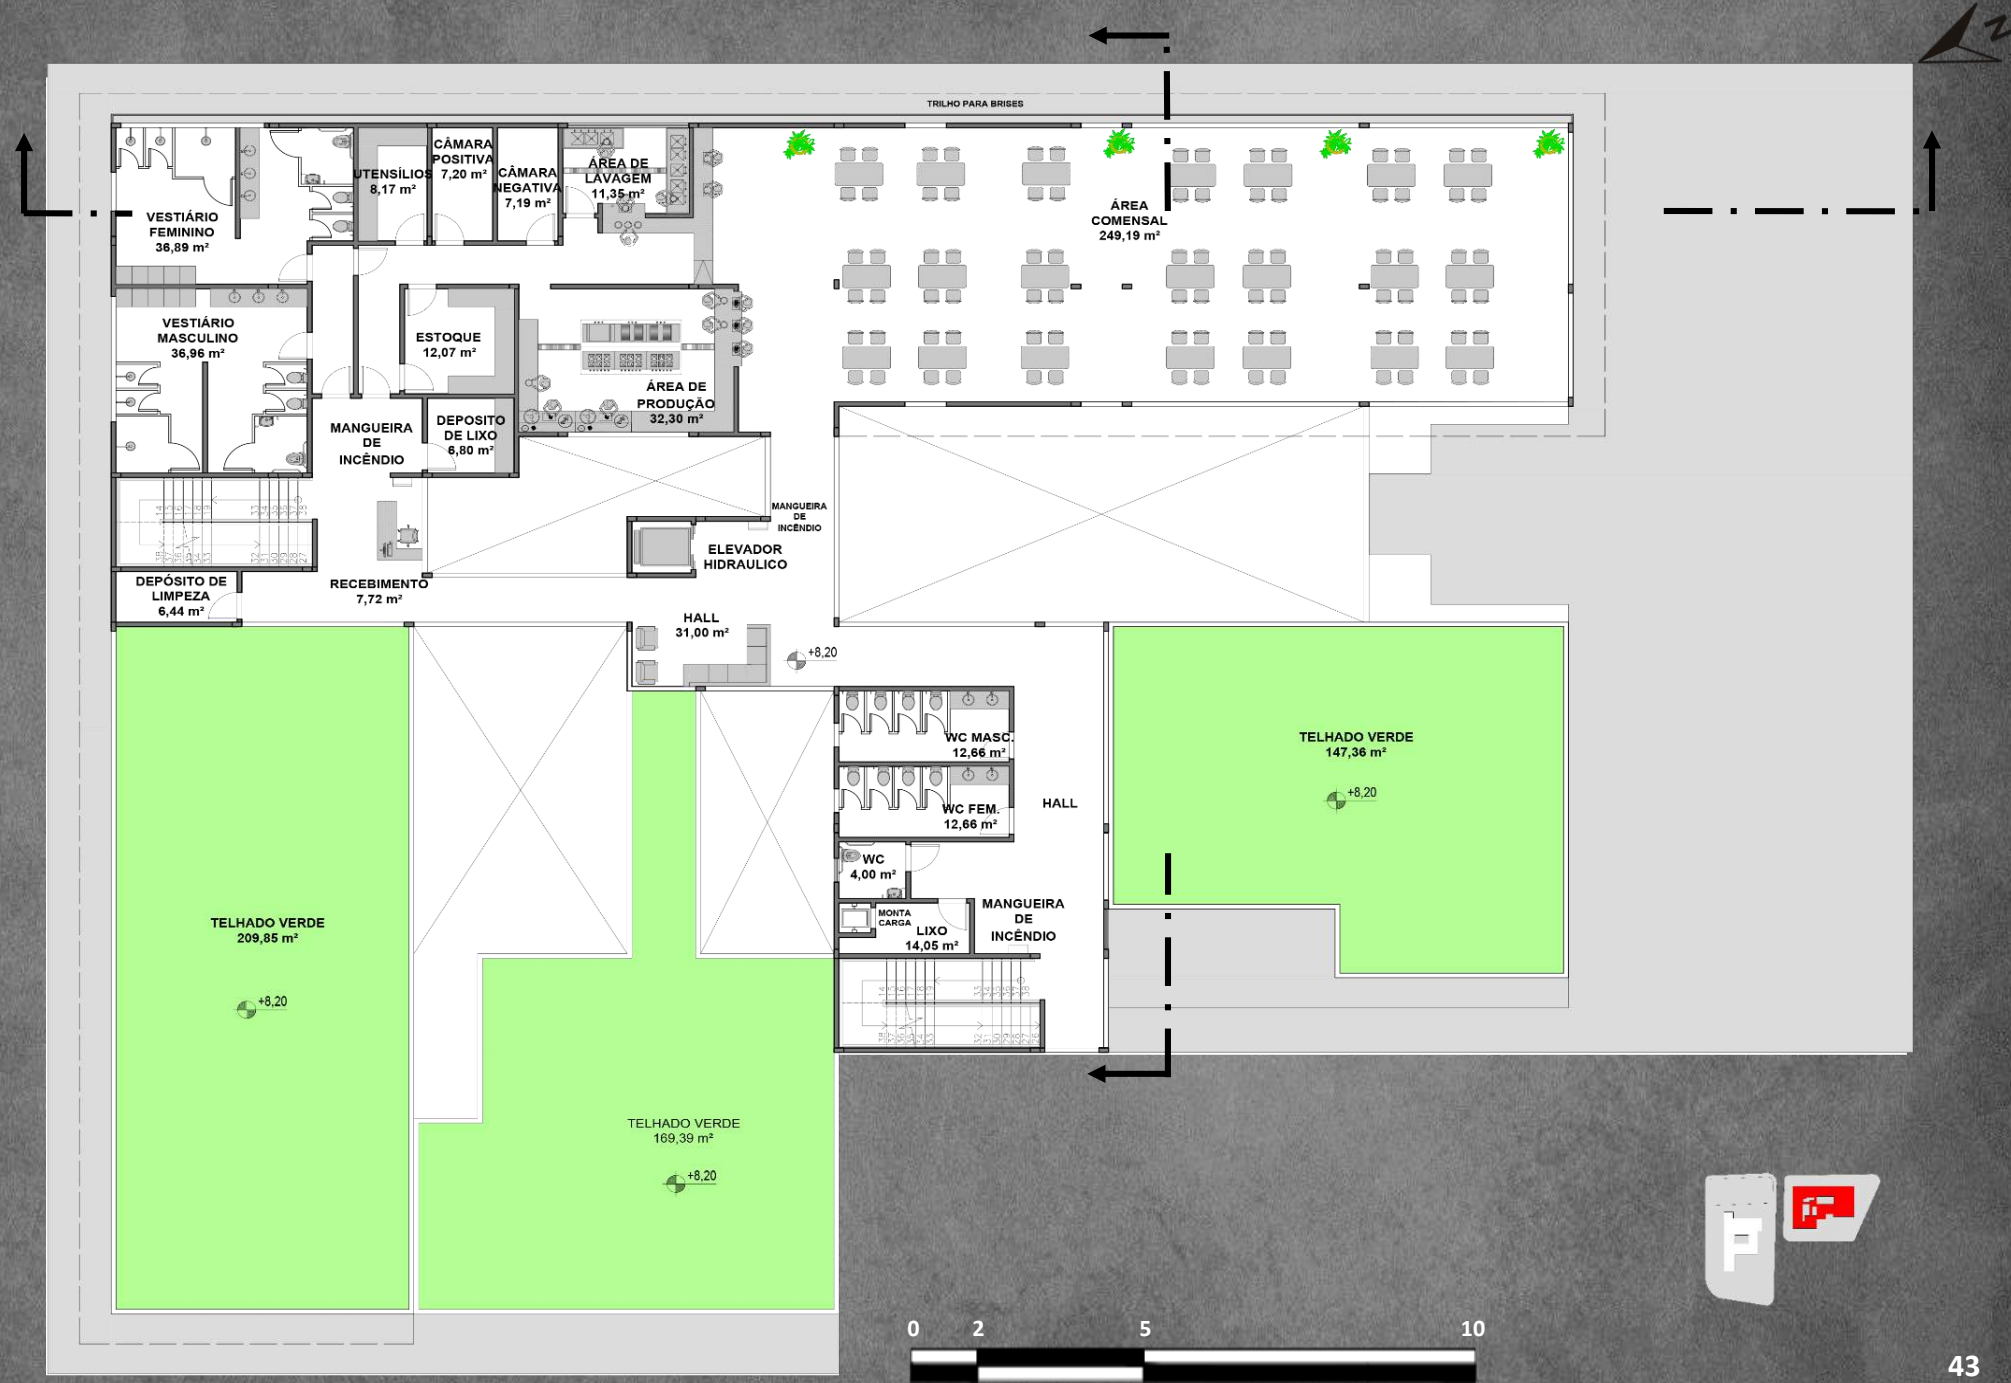 N
TRILHO PARA BRISES
VESTIÁRIO
FEMININO
36,89 m²
UTENSÍLIOS
8,17 m²
CÂMARA
POSITIVA
7,20 m²
CÂMARA
NEGATIVA
7,19 m²
ÁREA DE
LAVAGEM
11,35 m²
ÁREA
COMENSAL
249,19 m²
VESTIÁRIO
MASCULINO
36,96 m²
ESTOQUE
12,07 m²
ÁREA DE
PRODUÇÃO
32,30 m²
MANGUEIRA
DE
INCÊNDIO
DEPOSITO
DE LIXO
6,80 m²
MANGUEIRA
DE
INCÊNDIO
ELEVADOR
HIDRAULICO
DEPÓSITO DE
LIMPEZA
6,44 m²
RECEBIMENTO
7,72 m²
HALL
31,00 m²
+8,20
WC MASC.
12,66 m²
WC FEM.
12,66 m²
HALL
WC
4,00 m²
MONTA
CARGA
LIXO
14,05 m²
MANGUEIRA
DE
INCÊNDIO
TELHADO VERDE
147,36 m²
+8,20
TELHADO VERDE
209,85 m²
+8,20
TELHADO VERDE
169,39 m²
+8,20
0 2 5 10
43